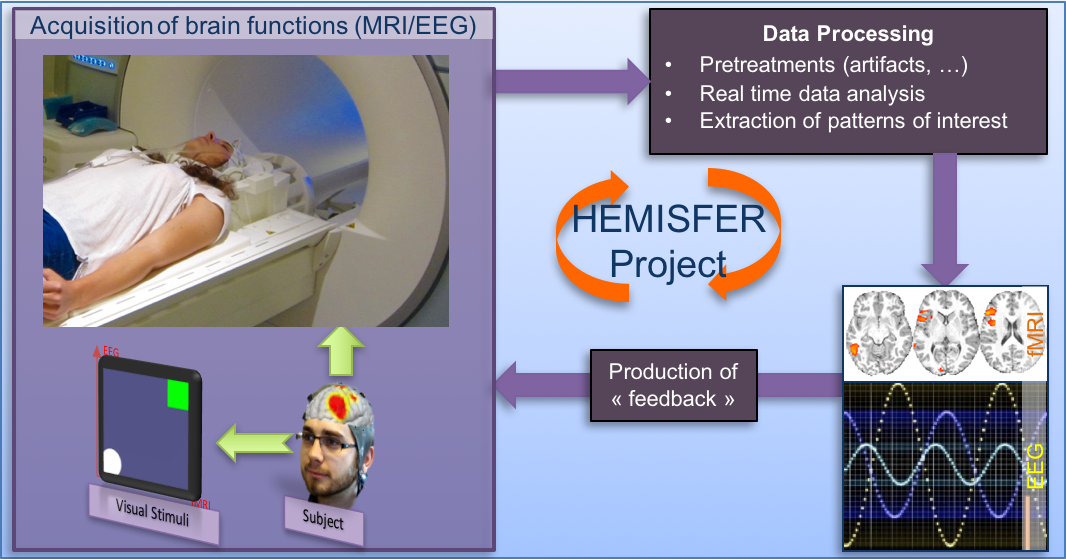 Acquisition of brain functions (MRI/EEG)
Data Processing
• Pretreatments (artifacts, …)
• Real time data analysis
• Extraction of patterns of interest
HEMISFER
Project
fMRI
EEG
Production of
« feedback »
EEG
fMRI
Visual Stimuli
Subject